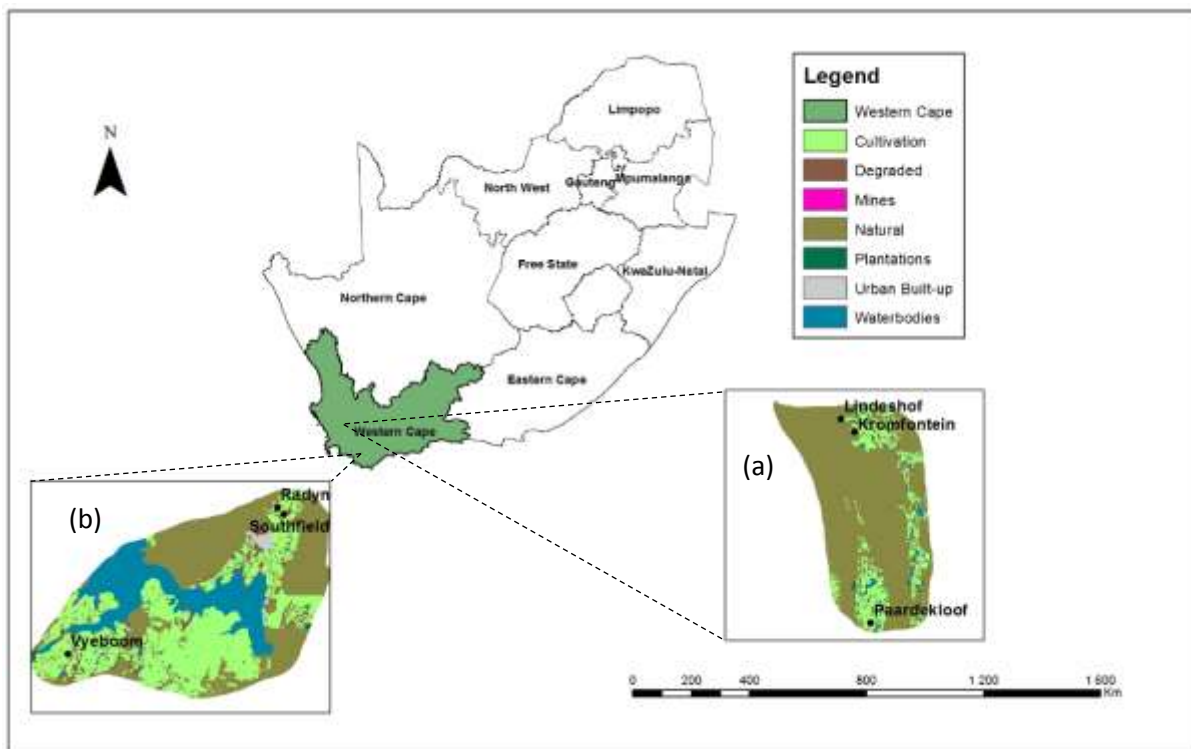 N
Limpopo
North West
Gauteng
Mpumalanga
Free State
KwaZulu-Natal
Northern Cape
Eastern Cape
Western Cape
Legend
Western Cape
Cultivation
Degraded
Mines
Natural
Plantations
Urban Built-up
Waterbodies
(a)
Lindeshof
Kromfontein
Paardekloof
(b)
Radyn
Southfield
Vyeboom
0 200 400 800 1 200 1 600
Km